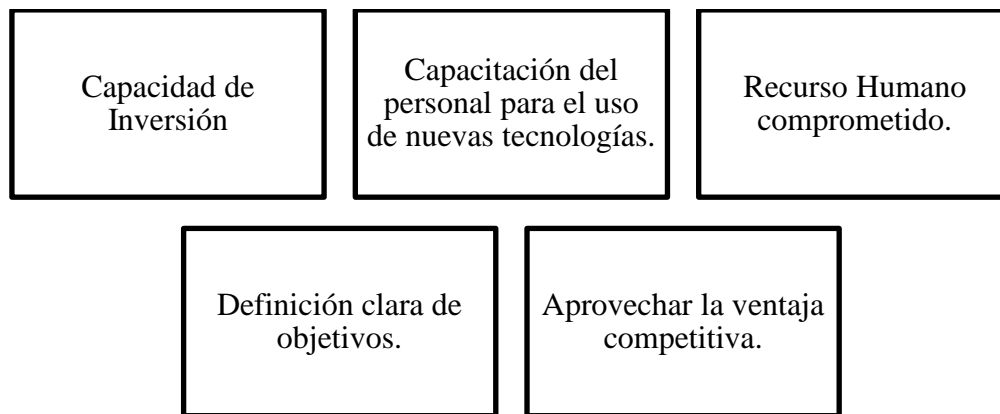 Capacidad de
Inversión
Capacitación del
personal para el uso
de nuevas tecnologías.
Recurso Humano
comprometido.
Definición clara de
objetivos.
Aprovechar la ventaja
competitiva.